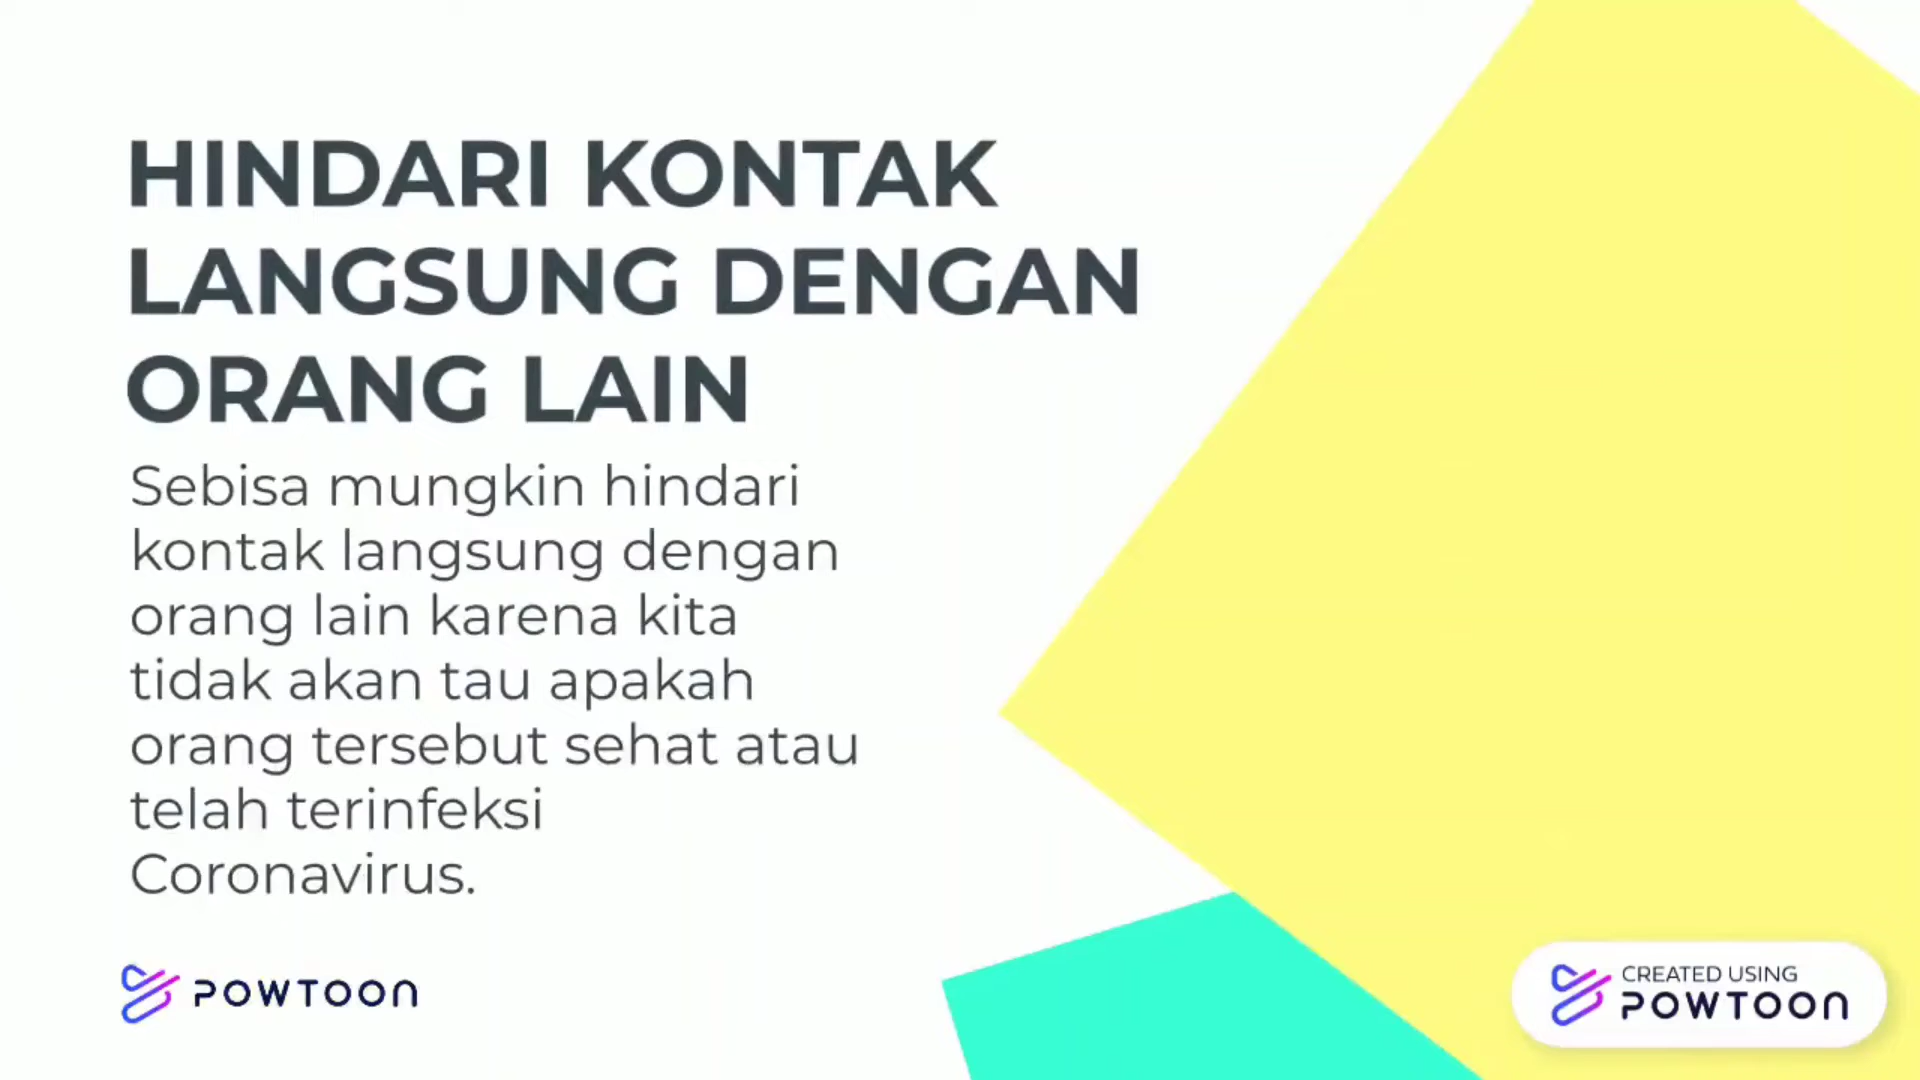 HINDARI KONTAK
LANGSUNG DENGAN
ORANG LAIN
Sebisa mungkin hindari
kontak langsung dengan
orang lain karena kita
tidak akan tau apakah
orang tersebut sehat atau
telah terinfeksi
Coronavirus.
POWTOON
CREATED USING
POWTOON